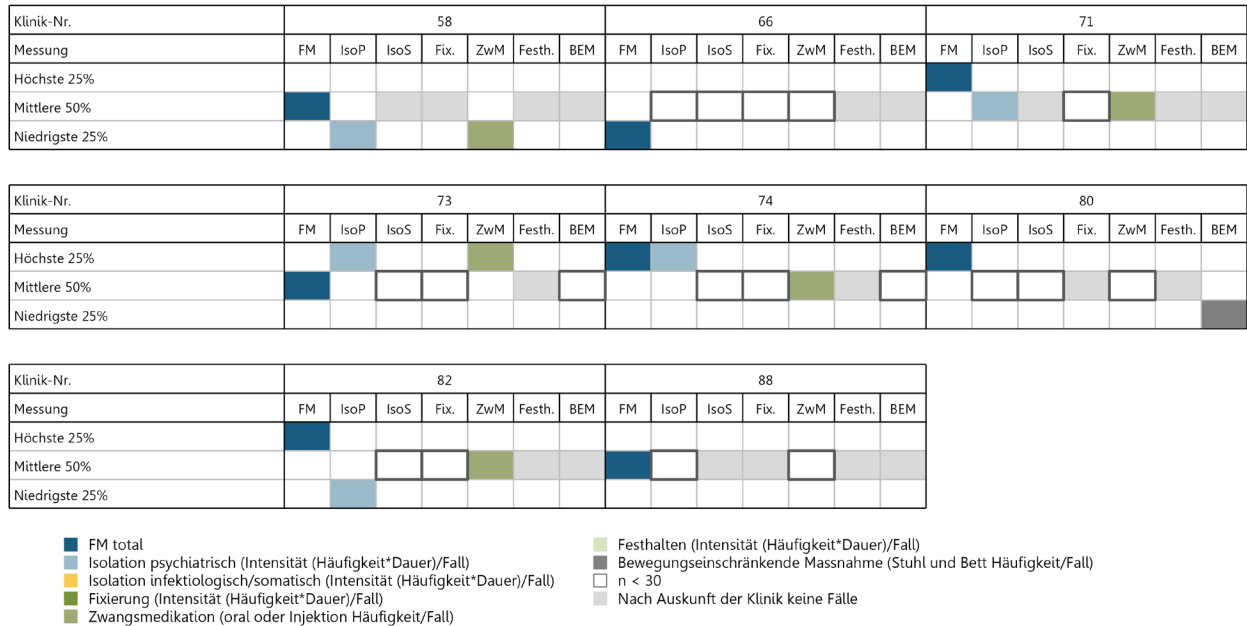 Klinik-Nr. 58 66 71
Messung FM IsoP IsoS Fix. ZwM Festh. BEM FM IsoP IsoS Fix. ZwM Festh. BEM FM IsoP IsoS Fix. ZwM Festh. BEM
Höchste 25%
Mittlere 50%
Niedrigste 25%
Klinik-Nr. 73 74 80
Messung FM IsoP IsoS Fix. ZwM Festh. BEM FM IsoP IsoS Fix. ZwM Festh. BEM FM IsoP IsoS Fix. ZwM Festh. BEM
Höchste 25%
Mittlere 50%
Niedrigste 25%
Klinik-Nr. 82 88
Messung FM IsoP IsoS Fix. ZwM Festh. BEM FM IsoP IsoS Fix. ZwM Festh. BEM
Höchste 25%
Mittlere 50%
Niedrigste 25%
FM total
Isolation psychiatrisch (Intensität (Häufigkeit*Dauer)/Fall)
Isolation infektiologisch/somatisch (Intensität (Häufigkeit*Dauer)/Fall)
Fixierung (Intensität (Häufigkeit*Dauer)/Fall)
Zwangsmedikation (oral oder Injektion Häufigkeit/Fall)
Festhalten (Intensität (Häufigkeit*Dauer)/Fall)
Bewegungseinschränkende Massnahme (Stuhl und Bett Häufigkeit/Fall)
n < 30
Nach Auskunft der Klinik keine Fälle